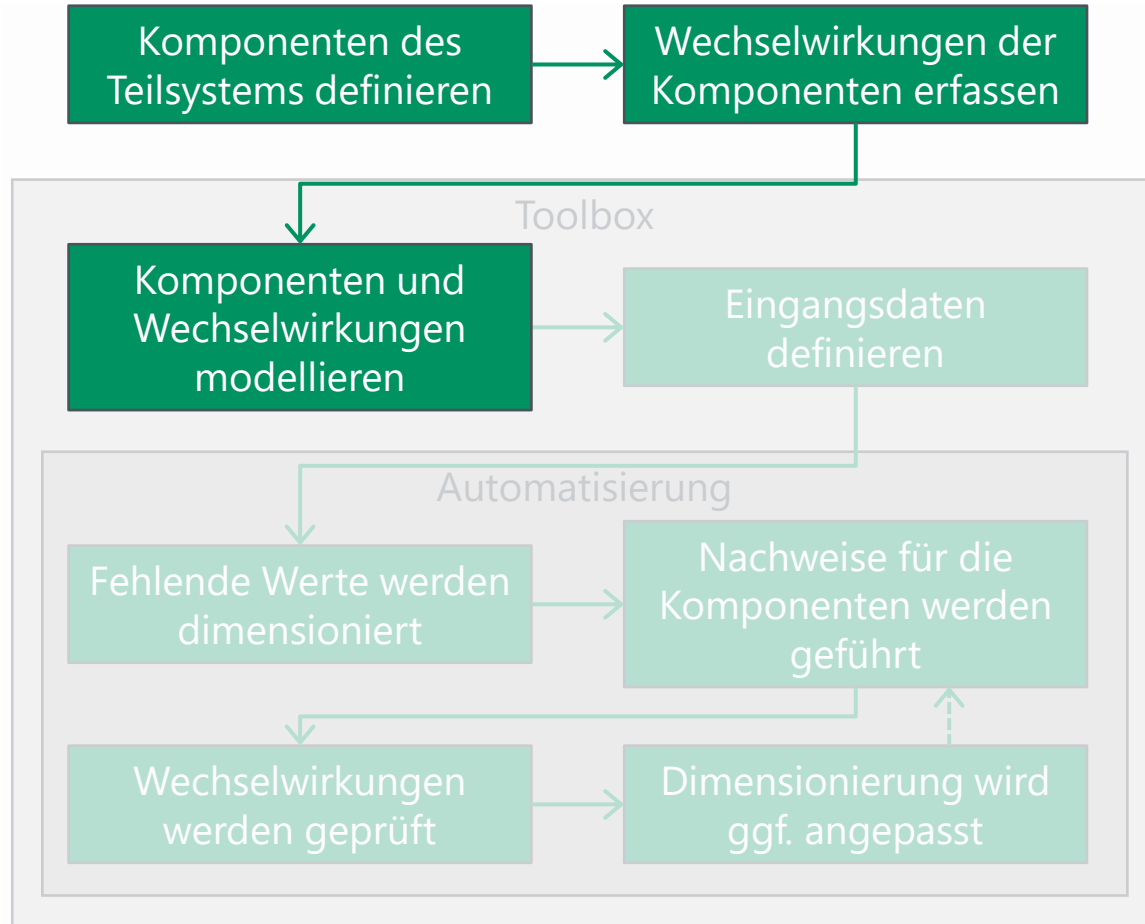 Komponenten des
Teilsystems definieren
Wechselwirkungen der
Komponenten erfassen
Toolbox
Komponenten und
Wechselwirkungen
modellieren
Eingangsdaten
definieren
Automatisierung
Fehlende Werte werden
dimensioniert
Nachweise für die
Komponenten werden
geführt
Wechselwirkungen
werden geprüft
Dimensionierung wird
ggf. angepasst